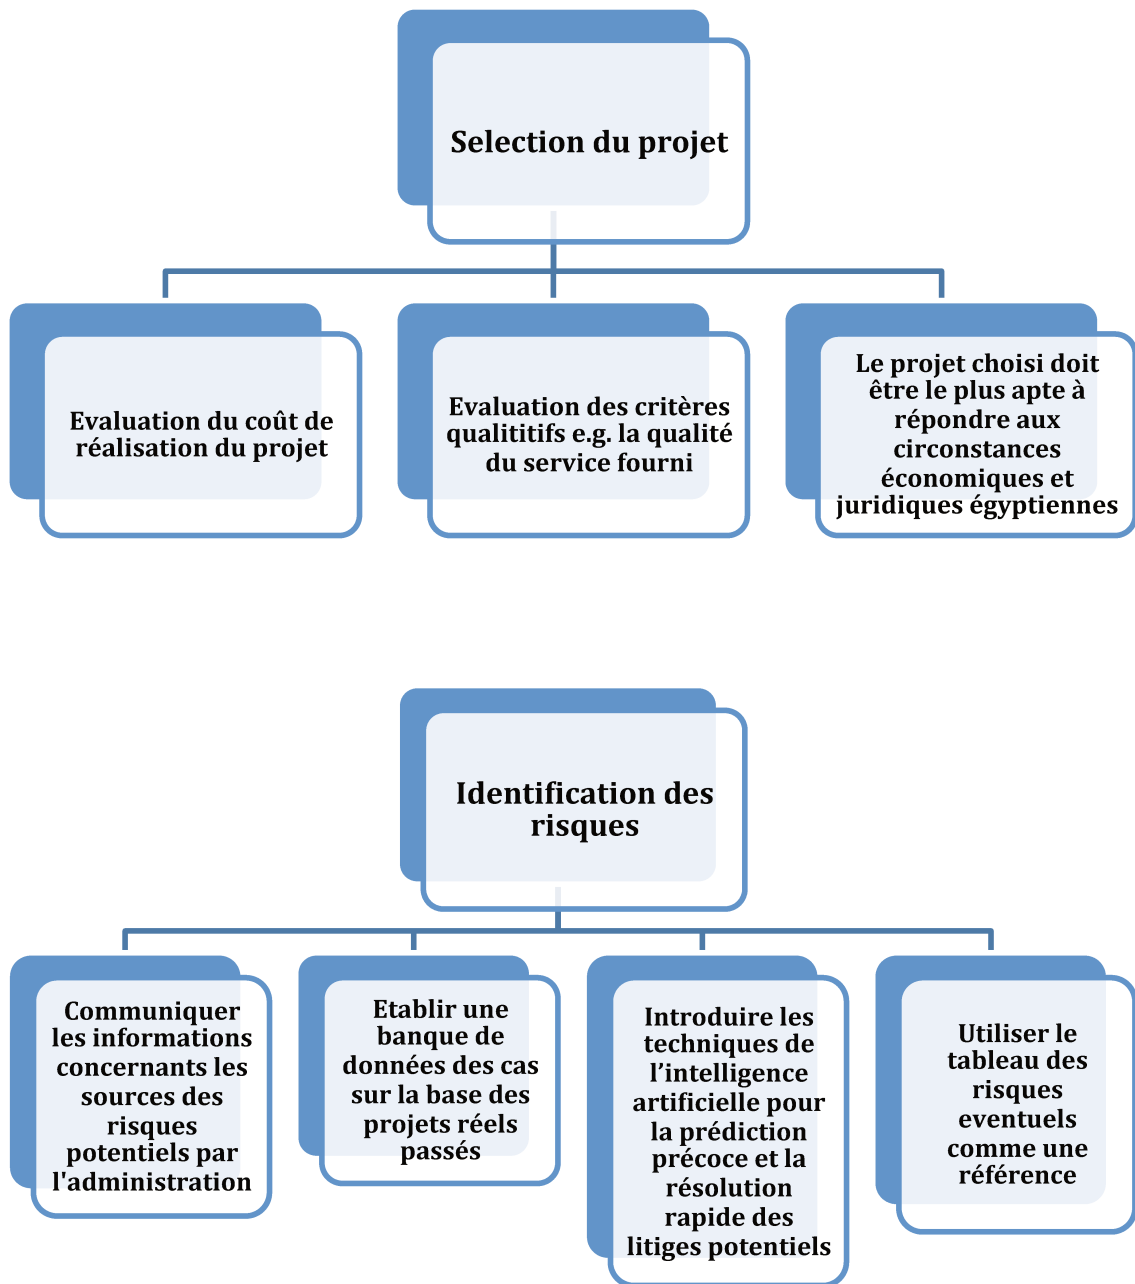 Selection du projet
Evaluation du coût de
réalisation du projet
Evaluation des critères
qualititifs e.g. la qualité
du service fourni
Le projet choisi doit
être le plus apte à
répondre aux
circonstances
économiques et
juridiques égyptiennes
Identification des
risques
Communiquer
les informations
concernants les
sources des
risques
potentiels par
l'administration
Etablir une
banque de
données des cas
sur la base des
projets réels
passés
Introduire les
techniques de
l’intelligence
artificielle pour
la prédiction
précoce et la
résolution
rapide des
litiges potentiels
Utiliser le
tableau des
risques
eventuels
comme une
référence